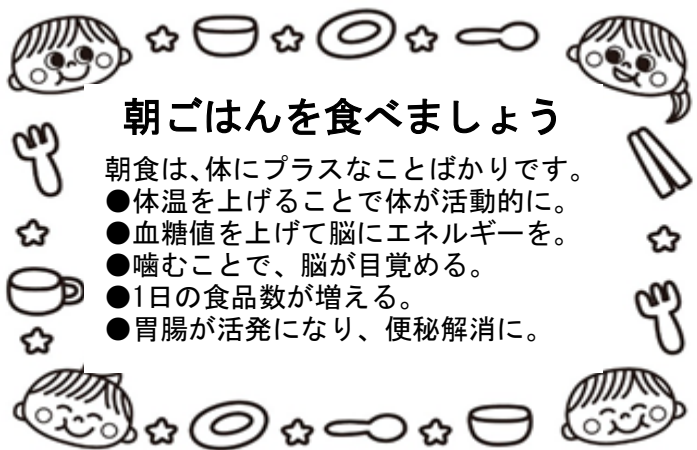 朝ごはんを食べましょう
朝食は、体にプラスなことばかりです。
●体温を上げることで体が活動的に。
●血糖値を上げて脳にエネルギーを。
●噛むことで、脳が目覚める。
●1日の食品数が増える。
●胃腸が活発になり、便秘解消に。